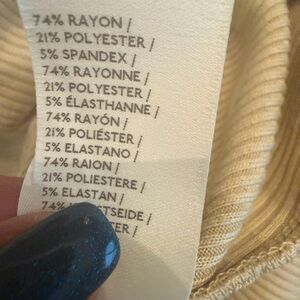 74% RAYON /
21% POLYESTER /
5% SPANDEX /
74% RAYONNE /
21% POLYESTER /
5% ÉLASTHANNE /
74% RAYÓN /
21% POLIÉSTER /
5% ELASTANO /
74% RAION /
21% POLIESTERE /
5% ELASTAN /
74%